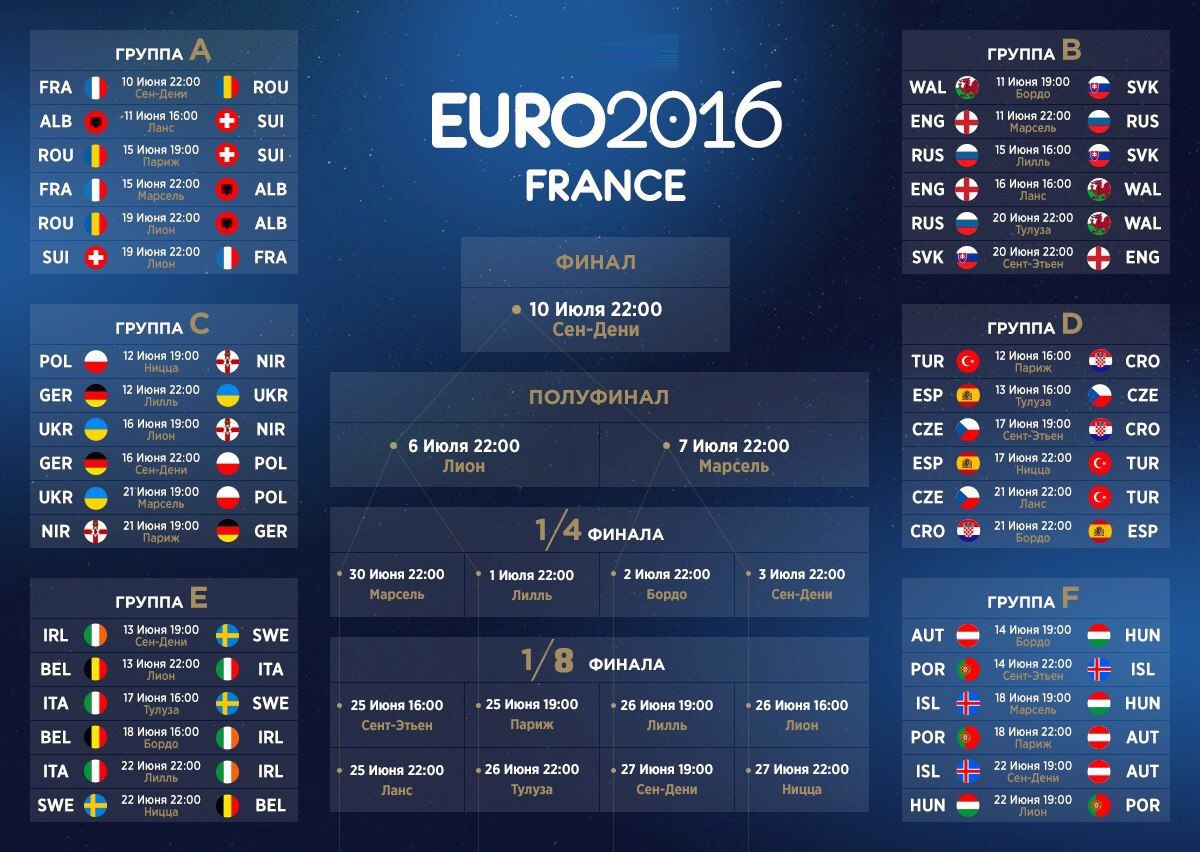 EURO2016
FRANCE
ГРУППА A
FRA 10 Июня 22:00 ROU
Сен-Дени
ALB 11 Июня 16:00 SUI
Ланс
ROU 15 Июня 19:00 SUI
Париж
FRA 15 Июня 22:00 ALB
Марсель
ROU 19 Июня 22:00 ALB
Лион
SUI 19 Июня 22:00 FRA
Лион
ГРУППА B
WAL 11 Июня 19:00 SVK
Бордо
ENG 11 Июня 22:00 RUS
Марсель
RUS 15 Июня 16:00 SVK
Лилль
ENG 16 Июня 16:00 WAL
Ланс
RUS 20 Июня 22:00 WAL
Тулуза
SVK 20 Июня 22:00 ENG
Сент-Этьен
ФИНАЛ
10 Июля 22:00
Сен-Дени
ГРУППА C
POL 12 Июня 19:00 NIR
Ницца
GER 12 Июня 22:00 UKR
Лилль
UKR 16 Июня 19:00 NIR
Лион
GER 16 Июня 22:00 POL
Сен-Дени
UKR 21 Июня 19:00 POL
Марсель
NIR 21 Июня 19:00 GER
Париж
ГРУППА D
TUR 12 Июня 16:00 CRO
Париж
ESP 13 Июня 16:00 CZE
Тулуза
CZE 17 Июня 19:00 CRO
Сент-Этьен
ESP 17 Июня 22:00 TUR
Ницца
CZE 21 Июня 22:00 TUR
Ланс
CRO 21 Июня 22:00 ESP
Бордо
ПОЛУФИНАЛ
6 Июля 22:00 7 Июля 22:00
Лион Марсель
1/4 ФИНАЛА
30 Июня 22:00 1 Июля 22:00 2 Июля 22:00 3 Июля 22:00
Марсель Лилль Бордо Сен-Дени
ГРУППА E
IRL 13 Июня 19:00 SWE
Сен-Дени
BEL 13 Июня 22:00 ITA
Лион
ITA 17 Июня 16:00 SWE
Тулуза
BEL 18 Июня 16:00 IRL
Бордо
ITA 22 Июня 22:00 IRL
Лилль
SWE 22 Июня 22:00 BEL
Ницца
1/8 ФИНАЛА
25 Июня 16:00 25 Июня 19:00 26 Июня 19:00 26 Июня 16:00
Сент-Этьен Париж Лилль Лион
25 Июня 22:00 26 Июня 22:00 27 Июня 19:00 27 Июня 22:00
Ланс Тулуза Сен-Дени Ницца
ГРУППА F
AUT 14 Июня 19:00 HUN
Бордо
POR 14 Июня 22:00 ISL
Сент-Этьен
ISL 18 Июня 19:00 HUN
Марсель
POR 18 Июня 22:00 AUT
Париж
ISL 22 Июня 19:00 AUT
Сен-Дени
HUN 22 Июня 19:00 POR
Лион